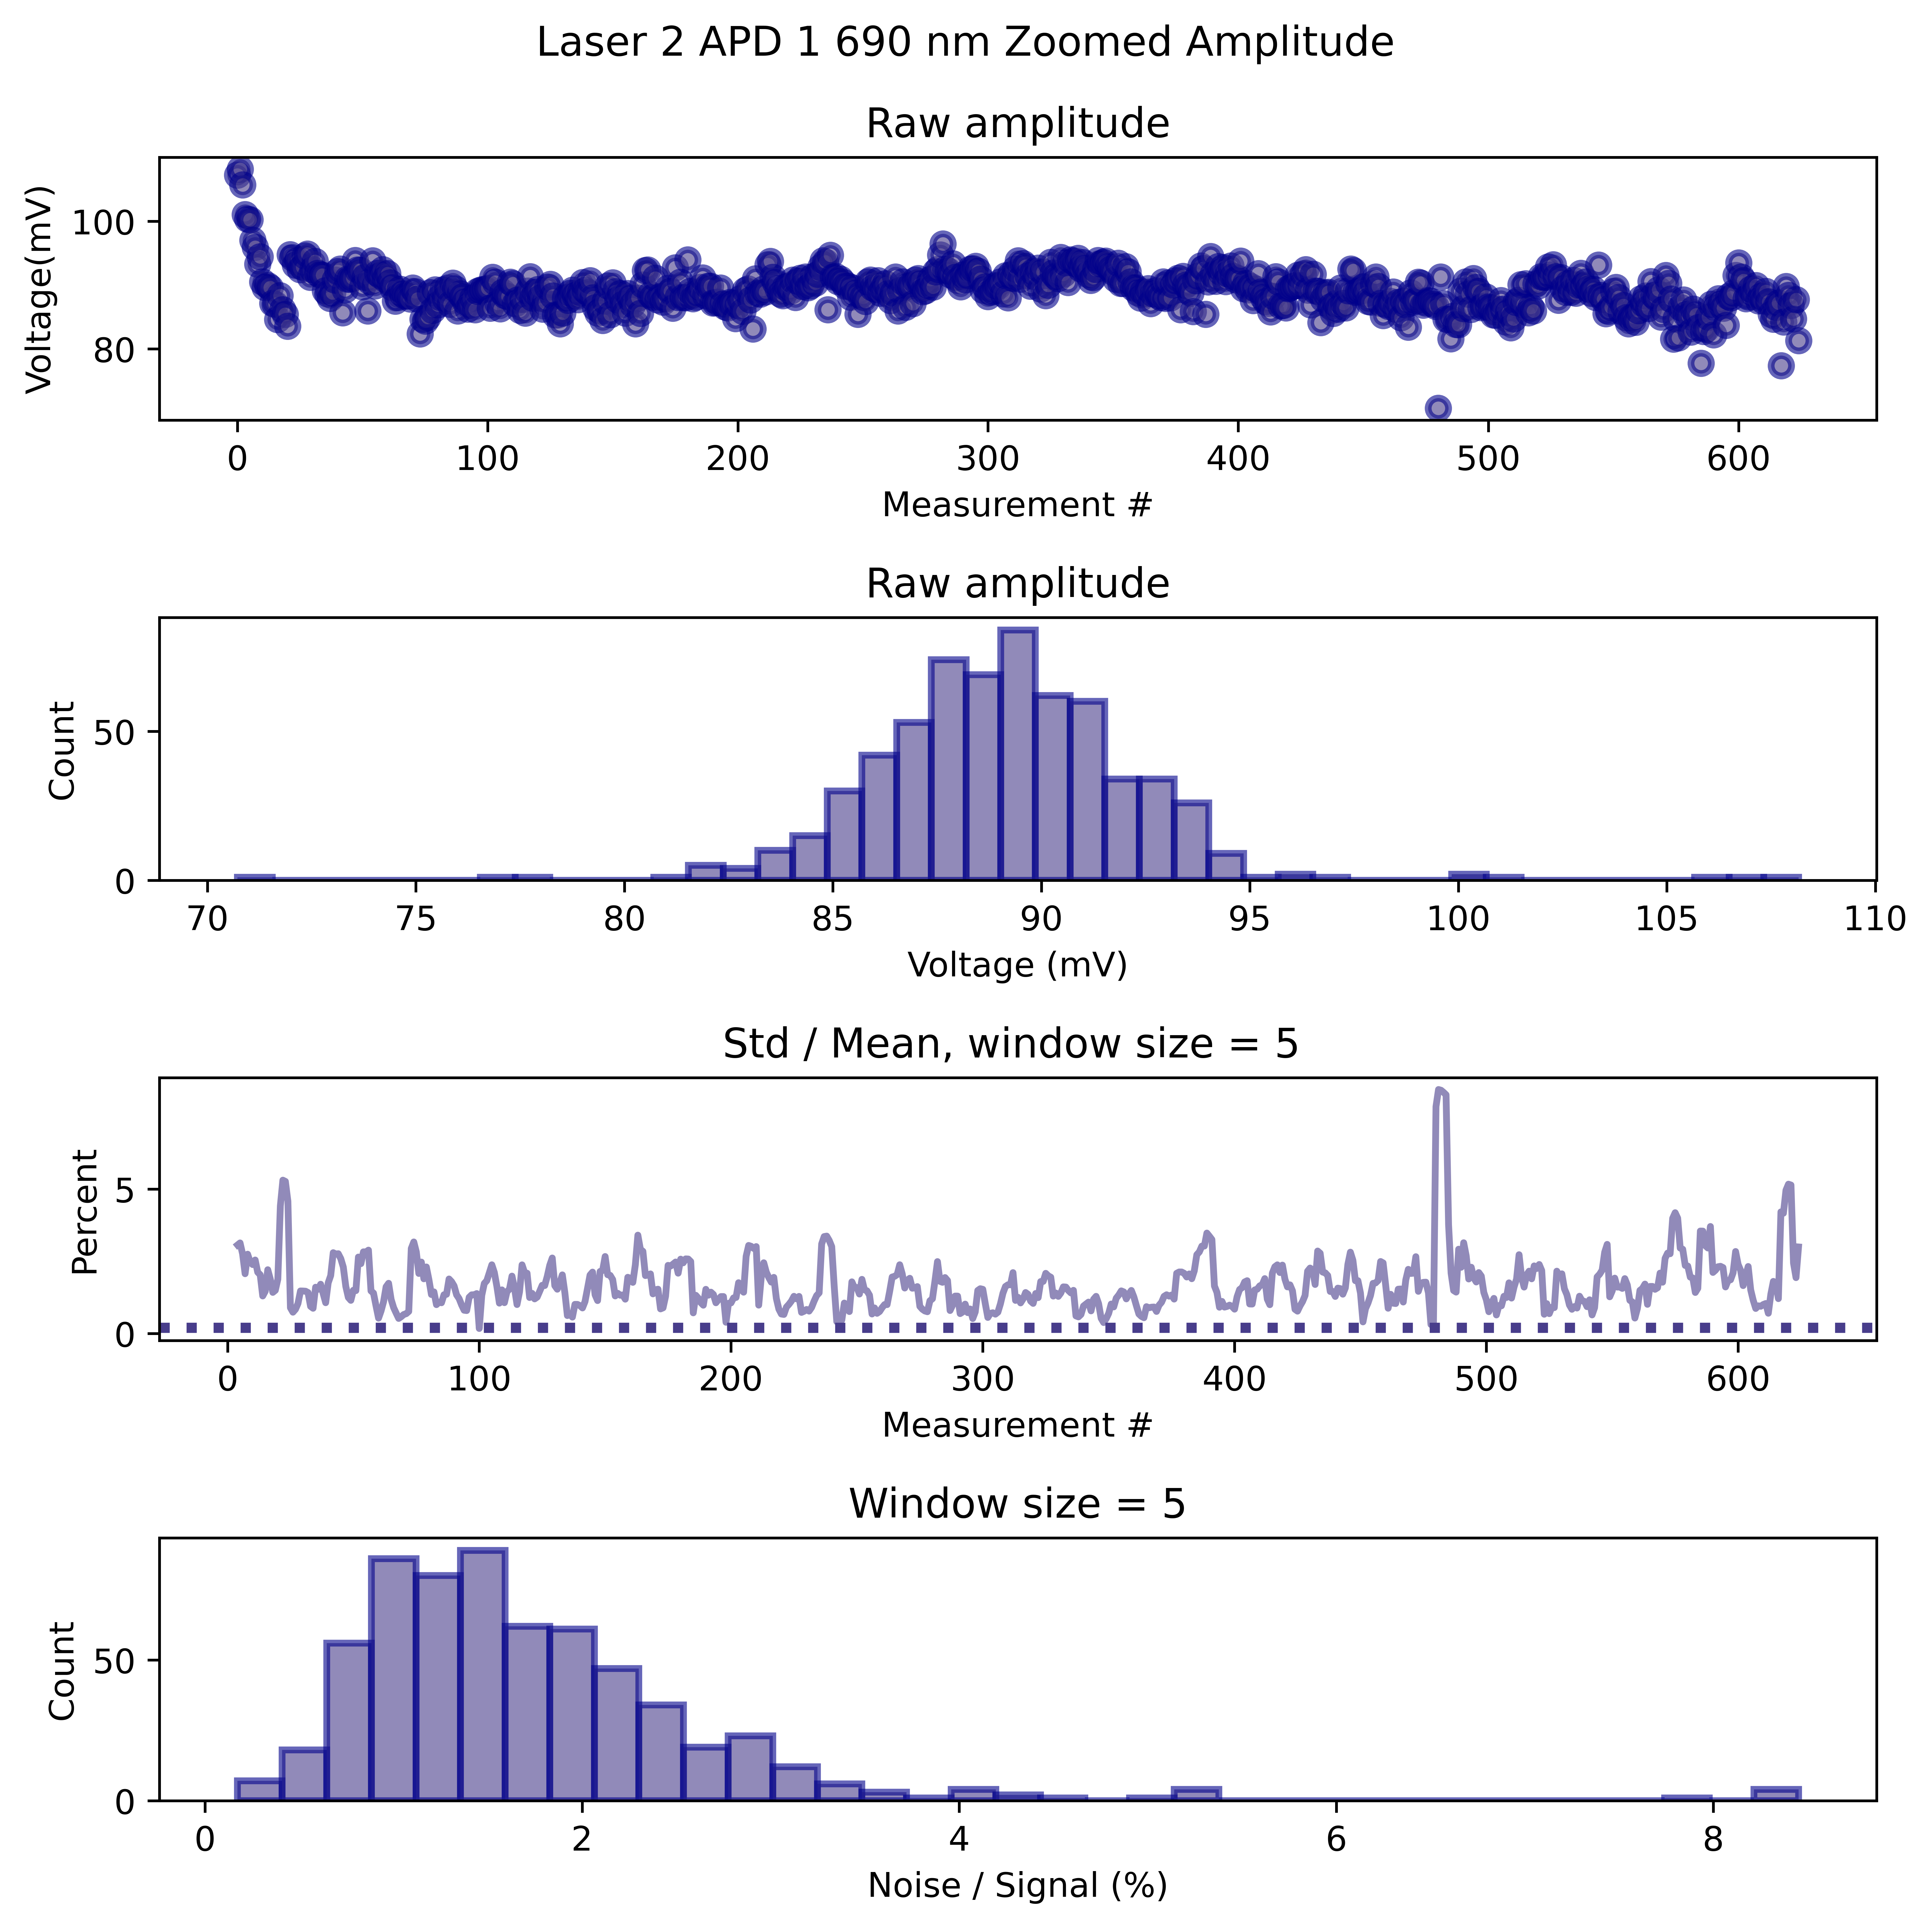 Laser 2 APD 1 690 nm Zoomed Amplitude
Raw amplitude
Voltage(mV)
100
80
0 100 200 300 400 500 600
Measurement #
Raw amplitude
Count
50
0
70 75 80 85 90 95 100 105 110
Voltage (mV)
Std / Mean, window size = 5
Percent
5
0
0 100 200 300 400 500 600
Measurement #
Window size = 5
Count
50
0
0 2 4 6 8
Noise / Signal (%)